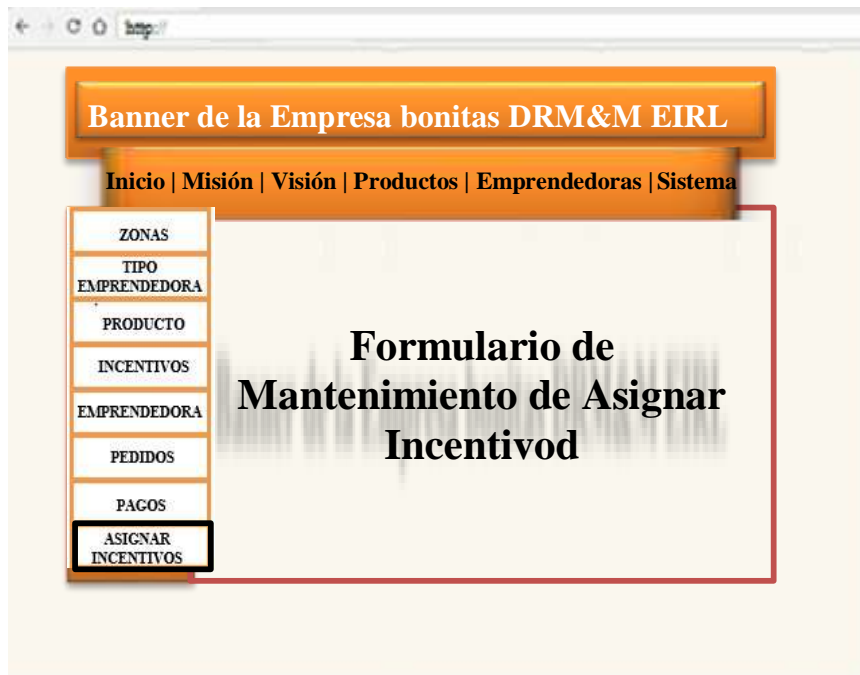 http://
Banner de la Empresa bonitas DRM&M EIRL
Inicio | Misión | Visión | Productos | Emprendedoras | Sistema
ZONAS
TIPO
EMPRENDEDORA
PRODUCTO
INCENTIVOS
EMPRENDEDORA
PEDIDOS
PAGOS
ASIGNAR
INCENTIVOS
Formulario de
Mantenimiento de Asignar
Incentivod